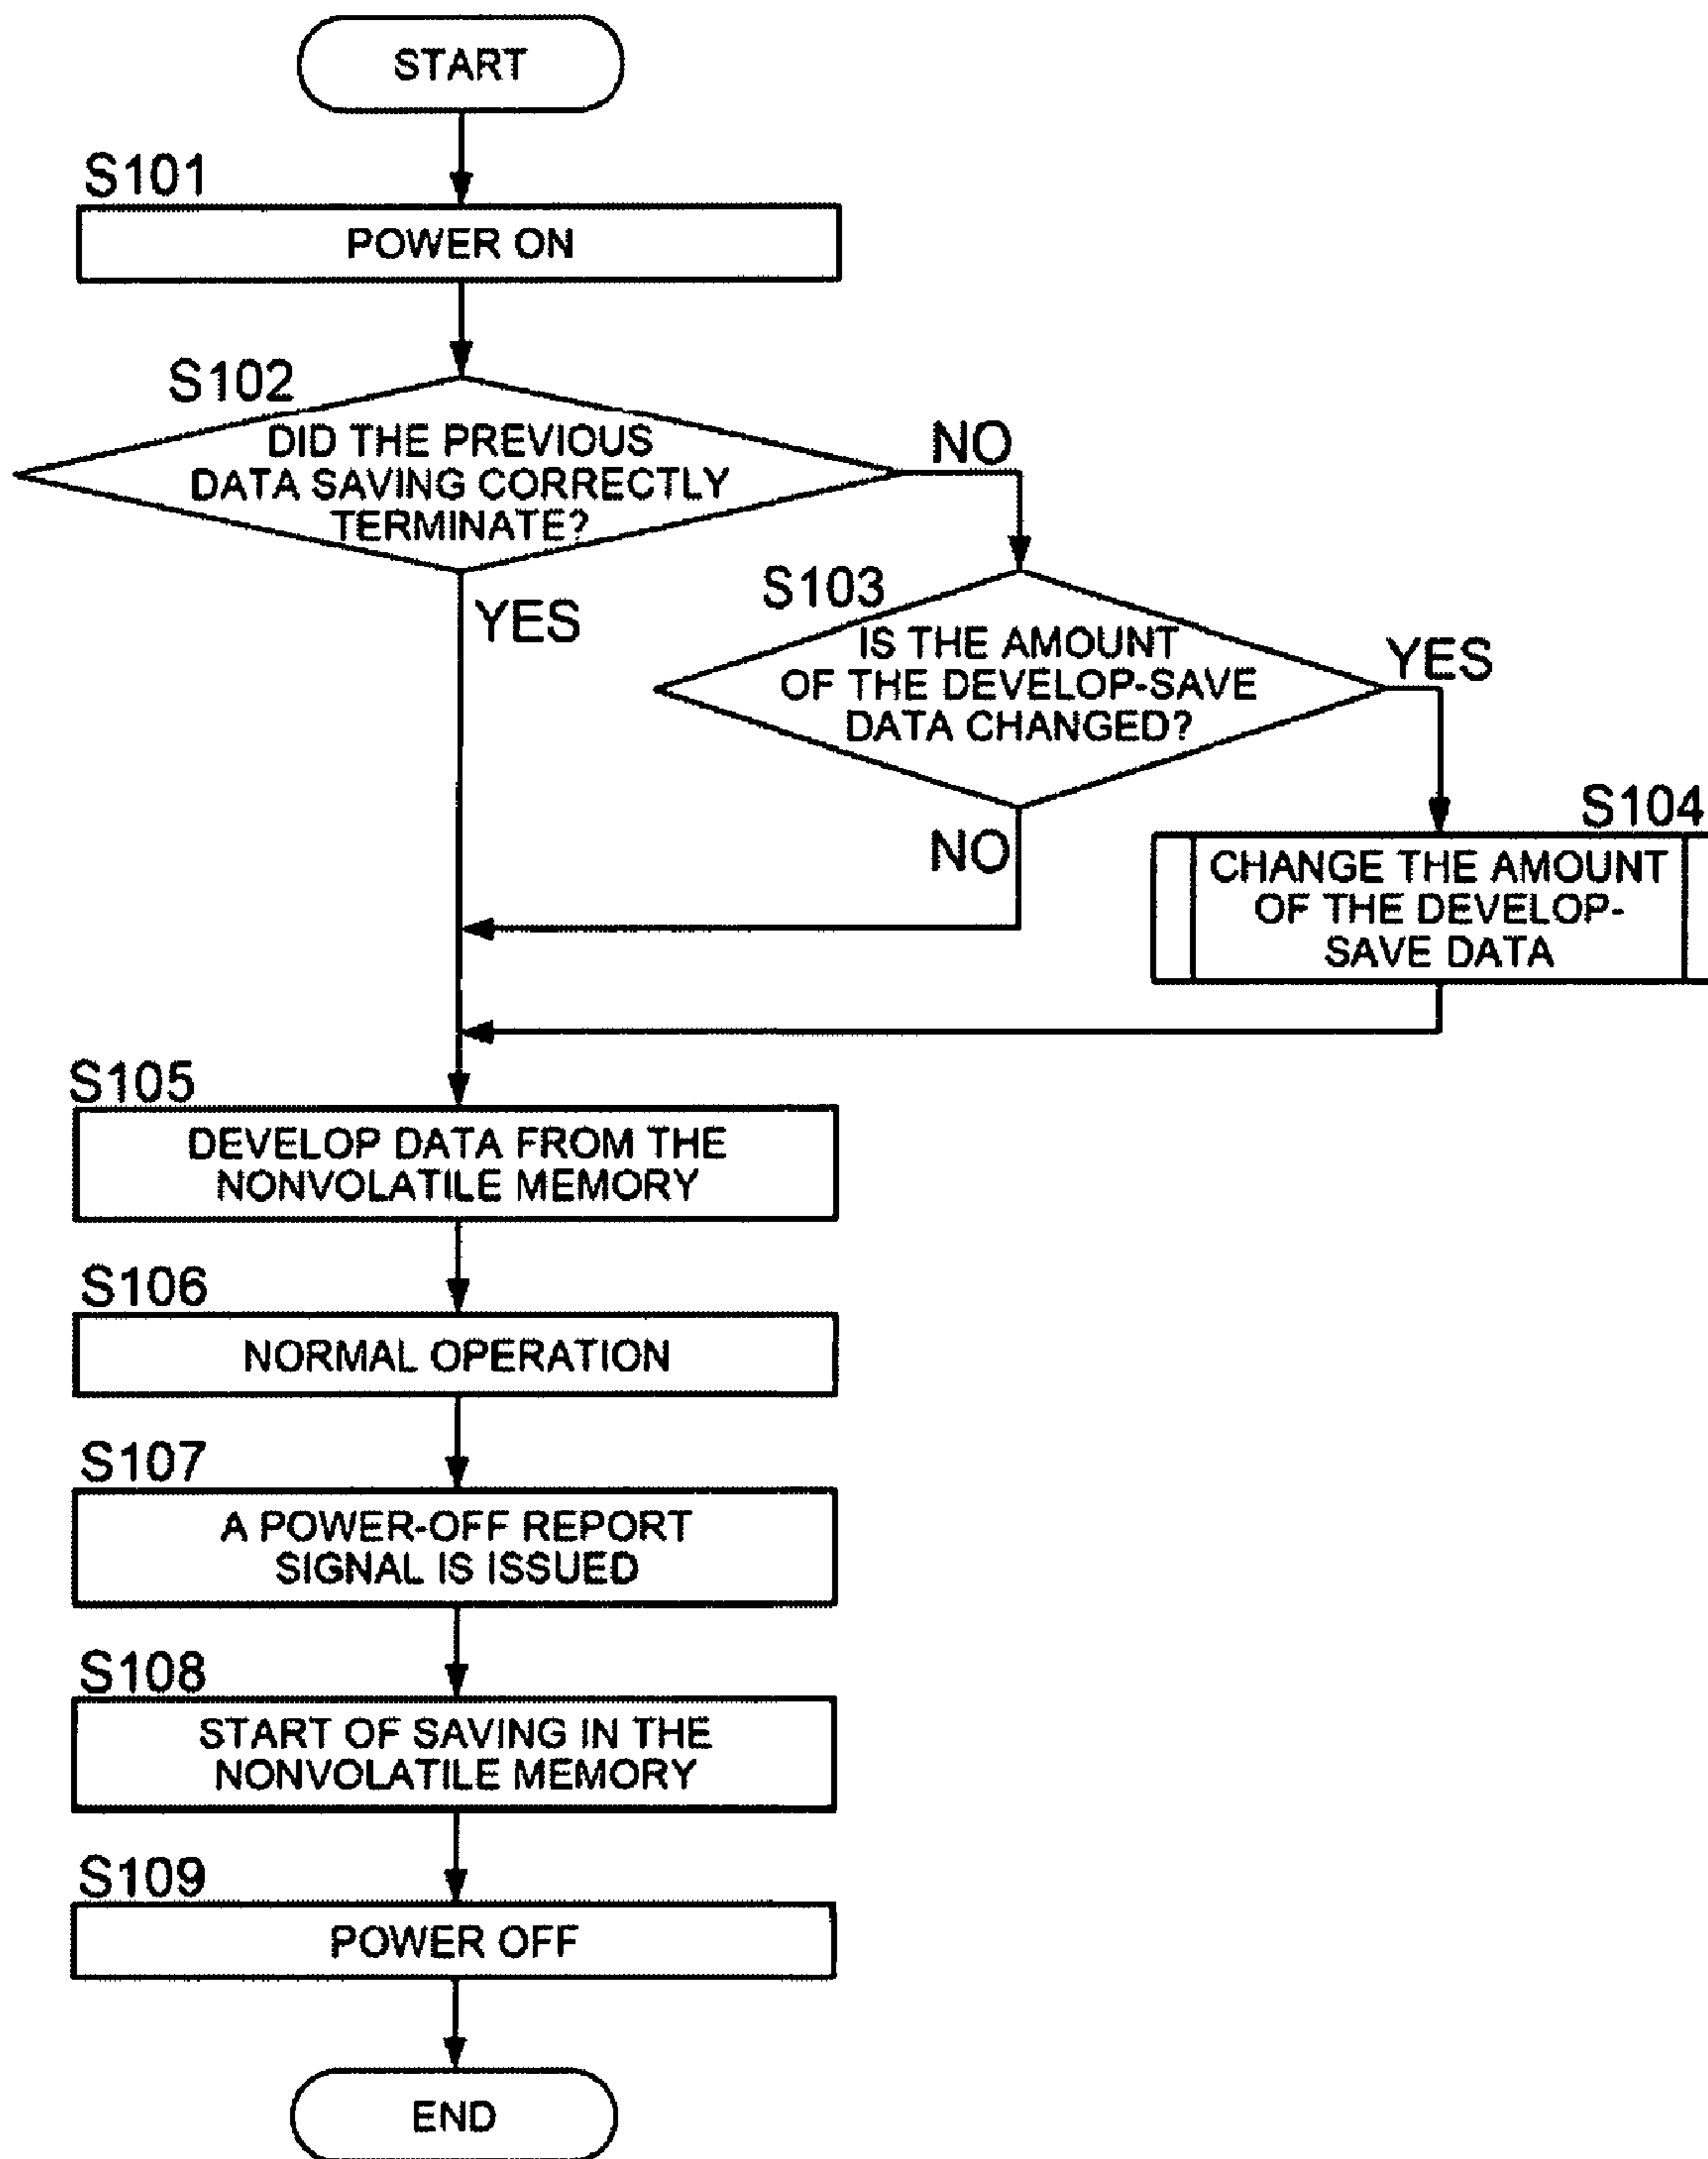 START
S101
POWER ON
S102
DID THE PREVIOUS
DATA SAVING CORRECTLY
TERMINATE?
NO
YES
S103
IS THE AMOUNT
OF THE DEVELOP-SAVE
DATA CHANGED?
YES
NO
S104
CHANGE THE AMOUNT
OF THE DEVELOP-
SAVE DATA
S105
DEVELOP DATA FROM THE
NONVOLATILE MEMORY
S106
NORMAL OPERATION
S107
A POWER-OFF REPORT
SIGNAL IS ISSUED
S108
START OF SAVING IN THE
NONVOLATILE MEMORY
S109
POWER OFF
END